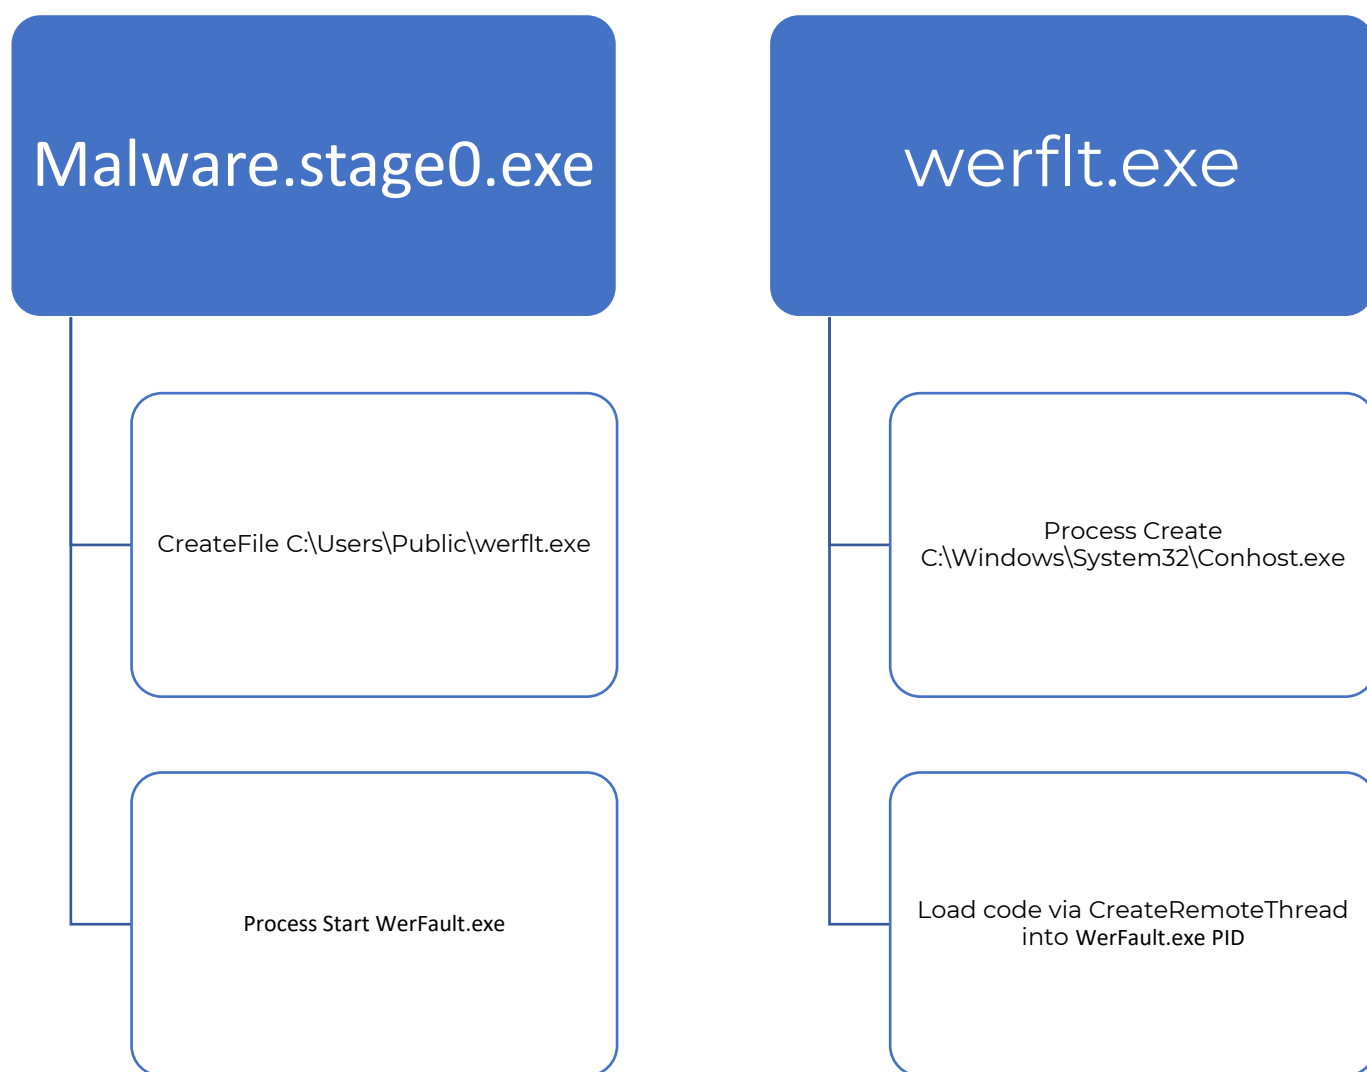 Malware.stage0.exe
CreateFile C:\Users\Public\werflt.exe
Process Start WerFault.exe
werflt.exe
Process Create
C:\Windows\System32\Conhost.exe
Load code via CreateRemoteThread
into WerFault.exe PID